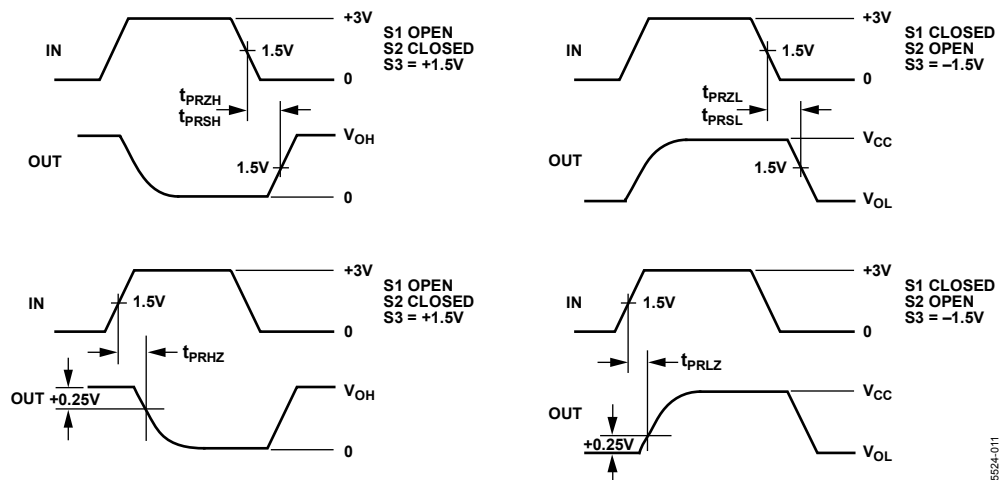 +3V
IN
1.5V
0
S1 OPEN
S2 CLOSED
S3 = +1.5V
tPRZH
tPRSH
OUT
VOH
1.5V
0
+3V
IN
1.5V
0
S1 CLOSED
S2 OPEN
S3 = –1.5V
tPRZL
tPRSL
OUT
VCC
1.5V
VOL
+3V
IN
1.5V
0
S1 OPEN
S2 CLOSED
S3 = +1.5V
tPRHZ
OUT
+0.25V
VOH
0
+3V
IN
1.5V
0
S1 CLOSED
S2 OPEN
S3 = –1.5V
tPRLZ
OUT
+0.25V
VCC
VOL
5524-011